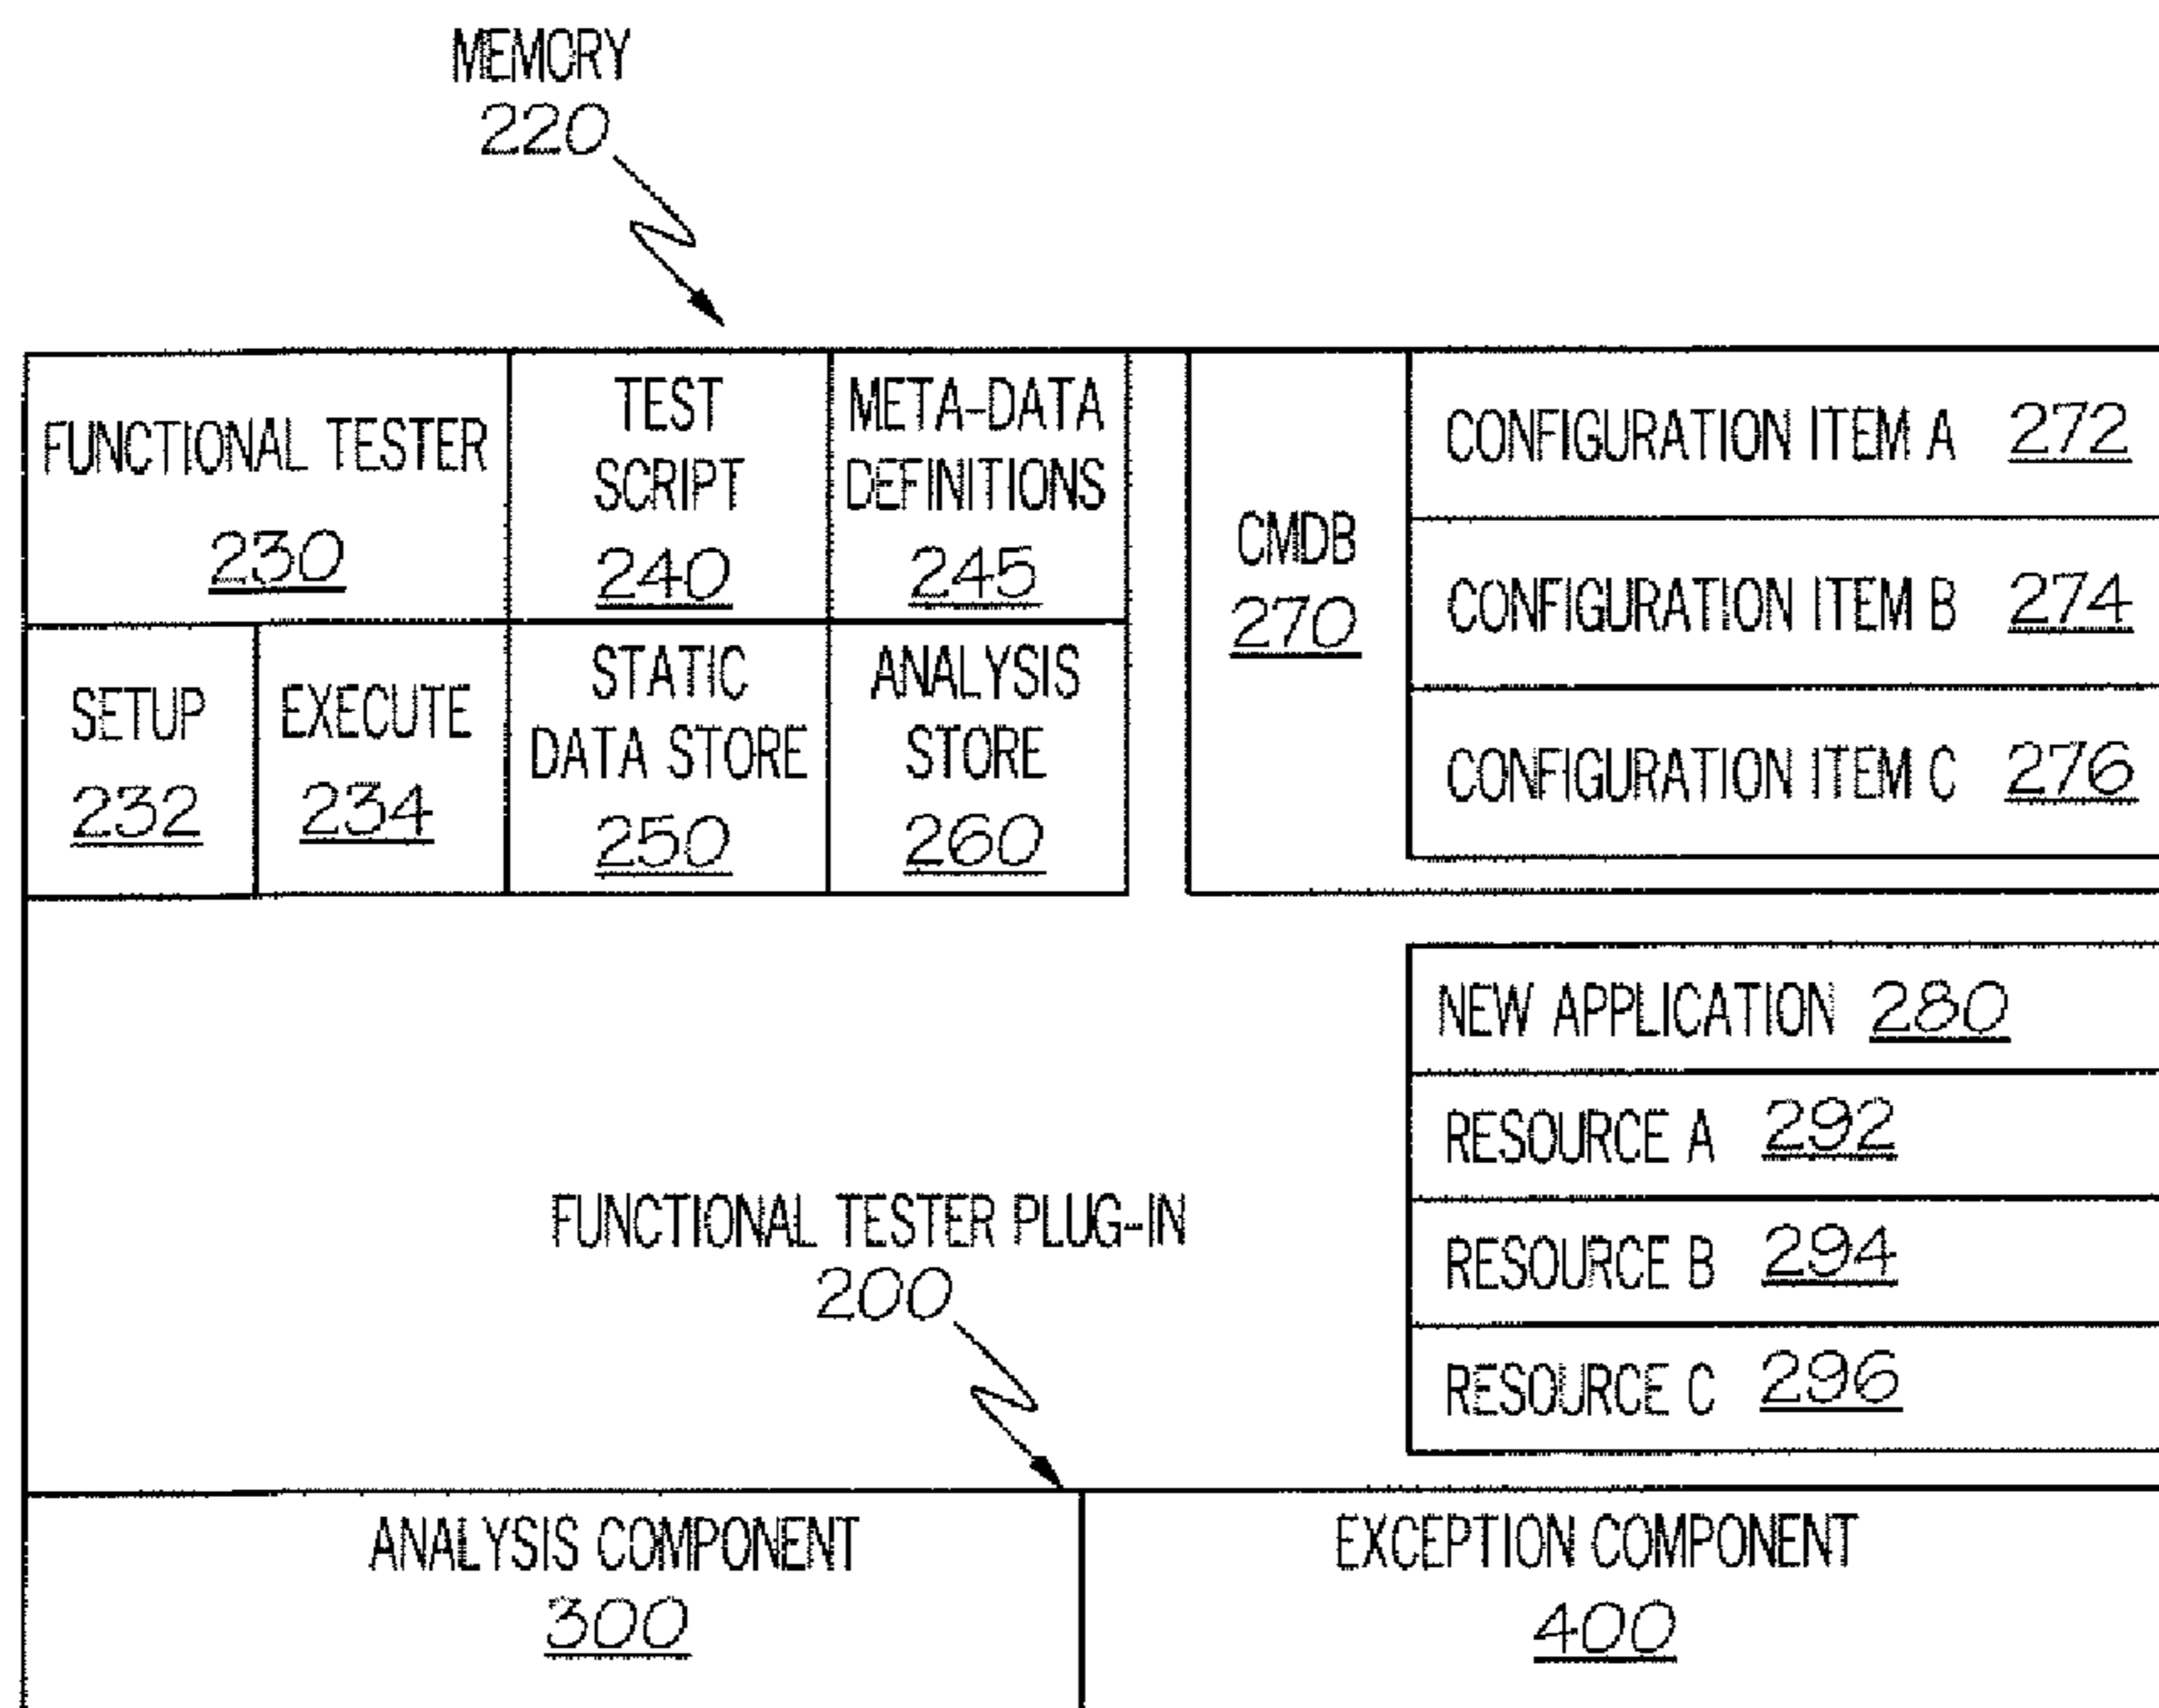 MEMORY
220
FUNCTIONAL TESTER
230
TEST
SCRIPT
240
META-DATA
DEFINITIONS
245
SETUP
232
EXECUTE
234
STATIC
DATA STORE
250
ANALYSIS
STORE
260
CMDB
270
CONFIGURATION ITEM A 272
CONFIGURATION ITEM B 274
CONFIGURATION ITEM C 276
NEW APPLICATION 280
RESOURCE A 292
RESOURCE B 294
RESOURCE C 296
FUNCTIONAL TESTER PLUG-IN
200
ANALYSIS COMPONENT
300
EXCEPTION COMPONENT
400